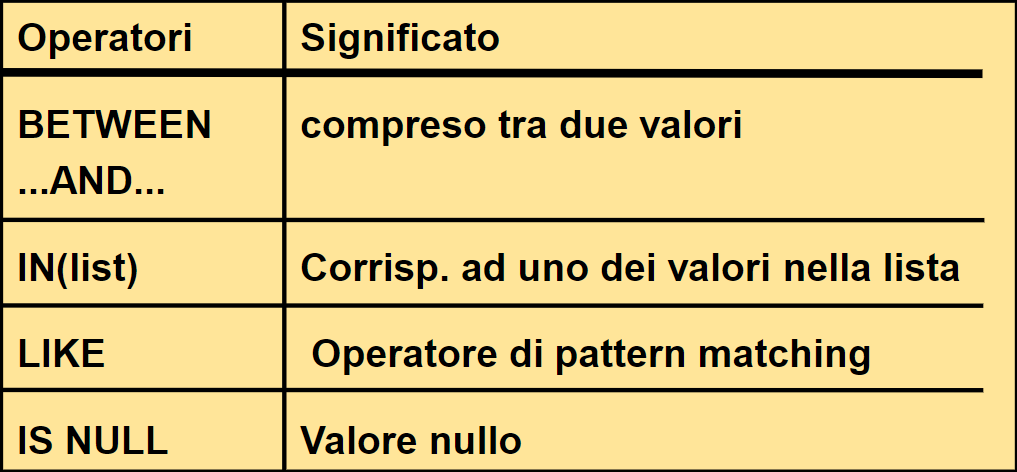 Operatori Significato
BETWEEN compreso tra due valori
...AND...
IN(list) Corrisp. ad uno dei valori nella lista
LIKE Operatore di pattern matching
IS NULL Valore nullo